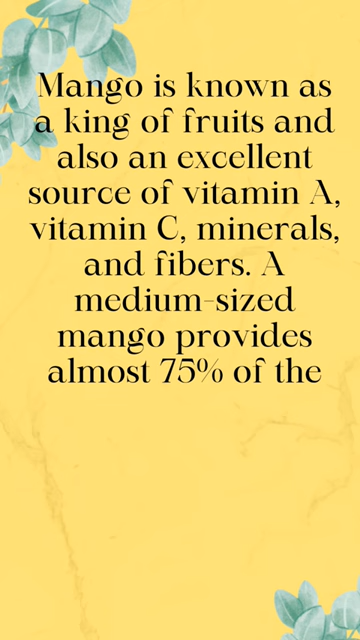 Mango is known as
a king of fruits and
also an excellent
source of vitamin A,
vitamin C, minerals,
and fibers. A
medium-sized
mango provides
almost 75% of the